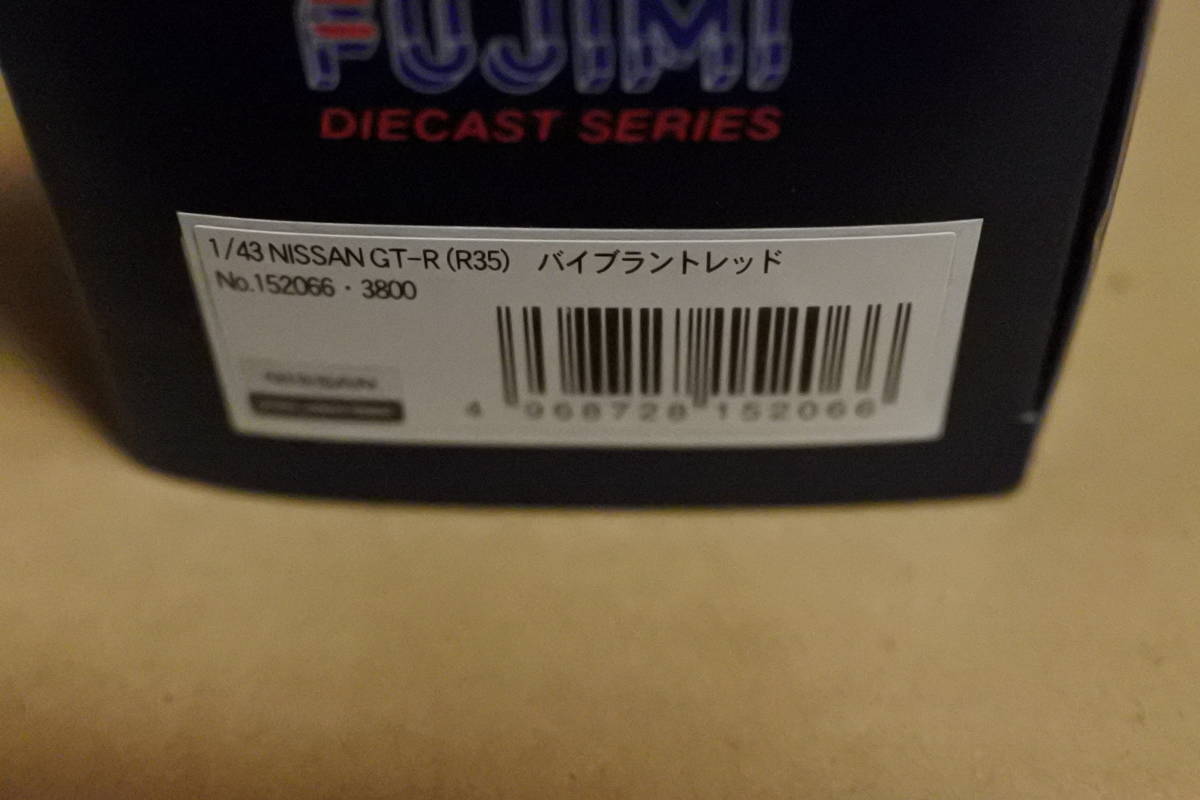 FUJIMI
DIECAST SERIES
1/43 NISSAN GT-R (R35) バイブラントレッド
No.152066・3800
NISSAN
4 968728 152066